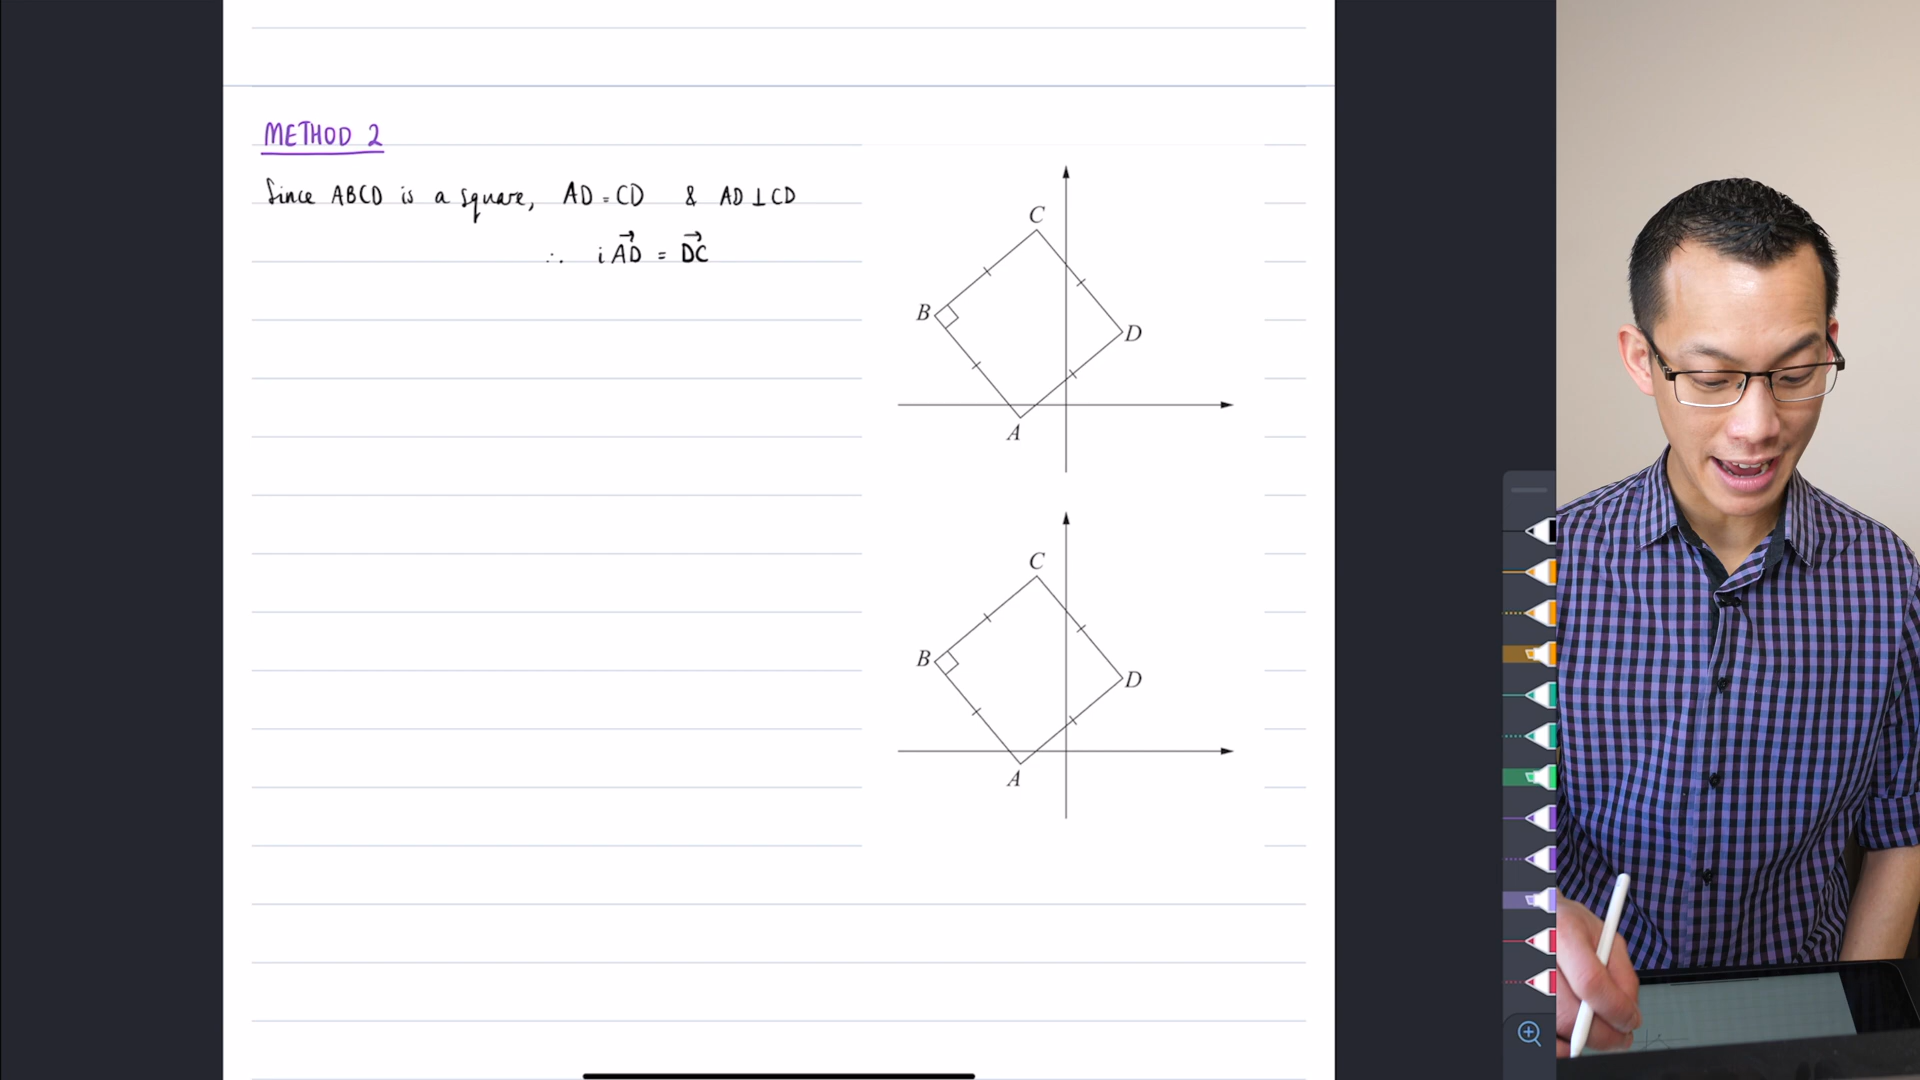 METHOD 2
Since ABCD is a square, AD = CD & AD ⊥ CD
∴ iAD⃗ = DC⃗
C
B
D
A
C
B
D
A